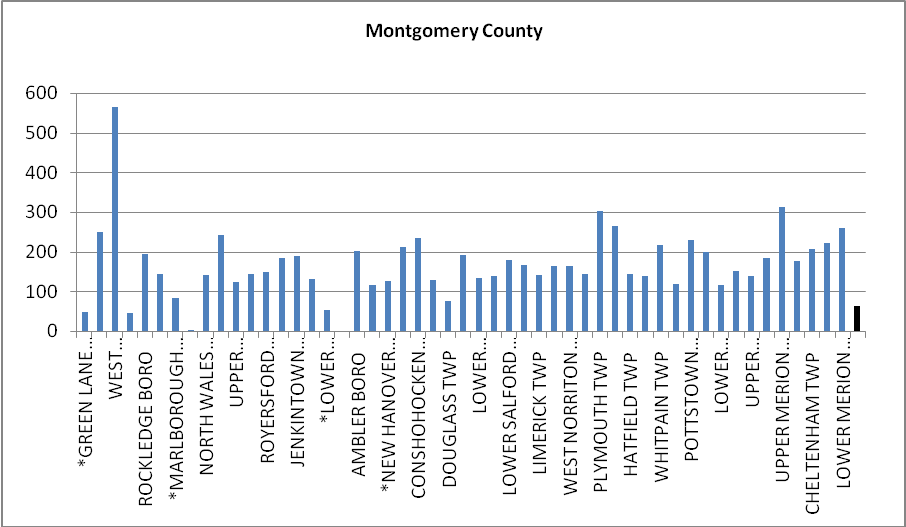 Montgomery County
600
500
400
300
200
100
0
*GREEN LANE...
WEST...
ROCKLEDGE BORO
*MARLBOROUGH...
NORTH WALES...
UPPER...
ROYERSFORD...
JENKINTOWN...
*LOWER...
AMBLER BORO
*NEW HANOVER...
CONSHOHOCKEN...
DOUGLASS TWP
LOWER...
LOWER SALFORD...
LIMERICK TWP
WEST NORRITON...
PLYMOUTH TWP
HATFIELD TWP
WHITPAIN TWP
POTTSTOWN...
LOWER...
UPPER...
UPPER MERION...
CHELTENHAM TWP
LOWER MERION...